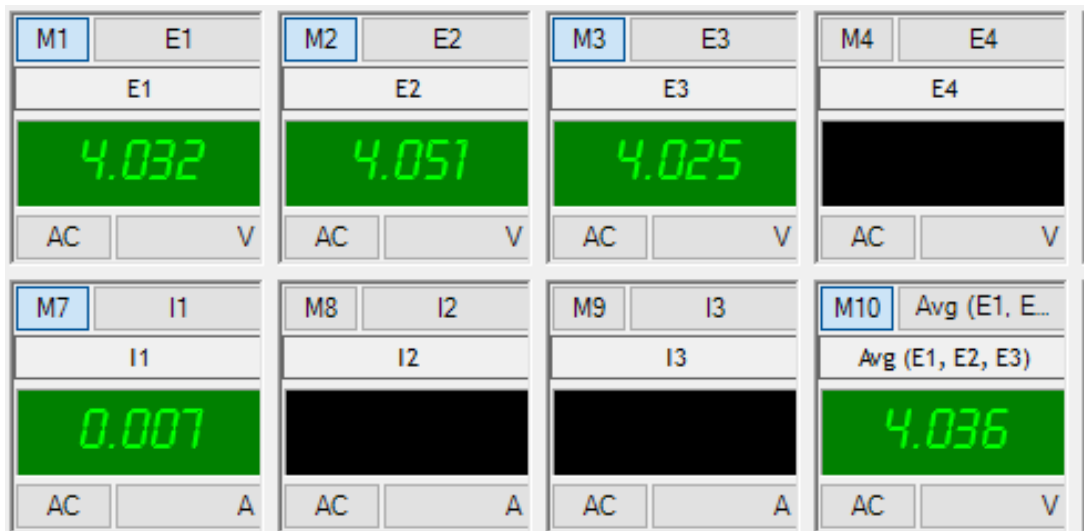 M1 E1 M2 E2 M3 E3 M4 E4
E1 E2 E3 E4
4.032 4.051 4.025
AC V AC V AC V AC V
M7 I1 M8 I2 M9 I3 M10 Avg (E1, E...
I1 I2 I3 Avg (E1, E2, E3)
0.007 4.036
AC A AC A AC A AC V